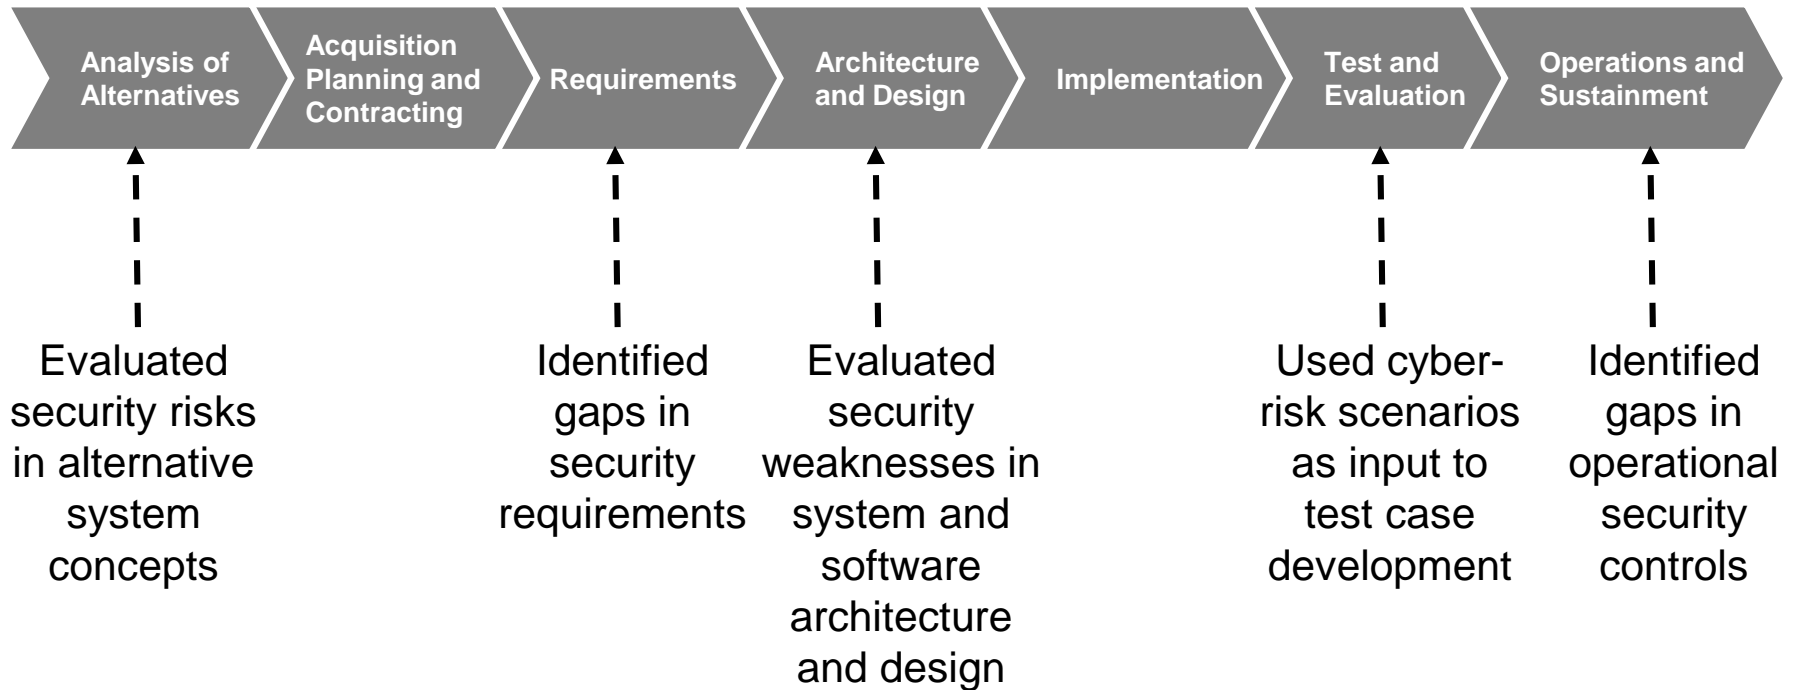 Analysis of
Alternatives
Acquisition
Planning and
Contracting
Requirements
Architecture
and Design
Implementation
Test and
Evaluation
Operations and
Sustainment
Evaluated
security risks
in alternative
system
concepts
Identified
gaps in
security
requirements
Evaluated
security
weaknesses in
system and
software
architecture
and design
Used cyber-
risk scenarios
as input to
test case
development
Identified
gaps in
operational
security
controls